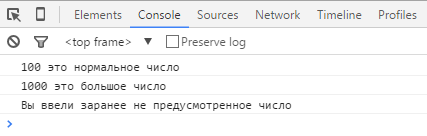 Elements Console Sources Network Timeline Profiles
<top frame> ▼ Preserve log
100 это нормальное число
1000 это большое число
Вы ввели заранее не предусмотренное число
>